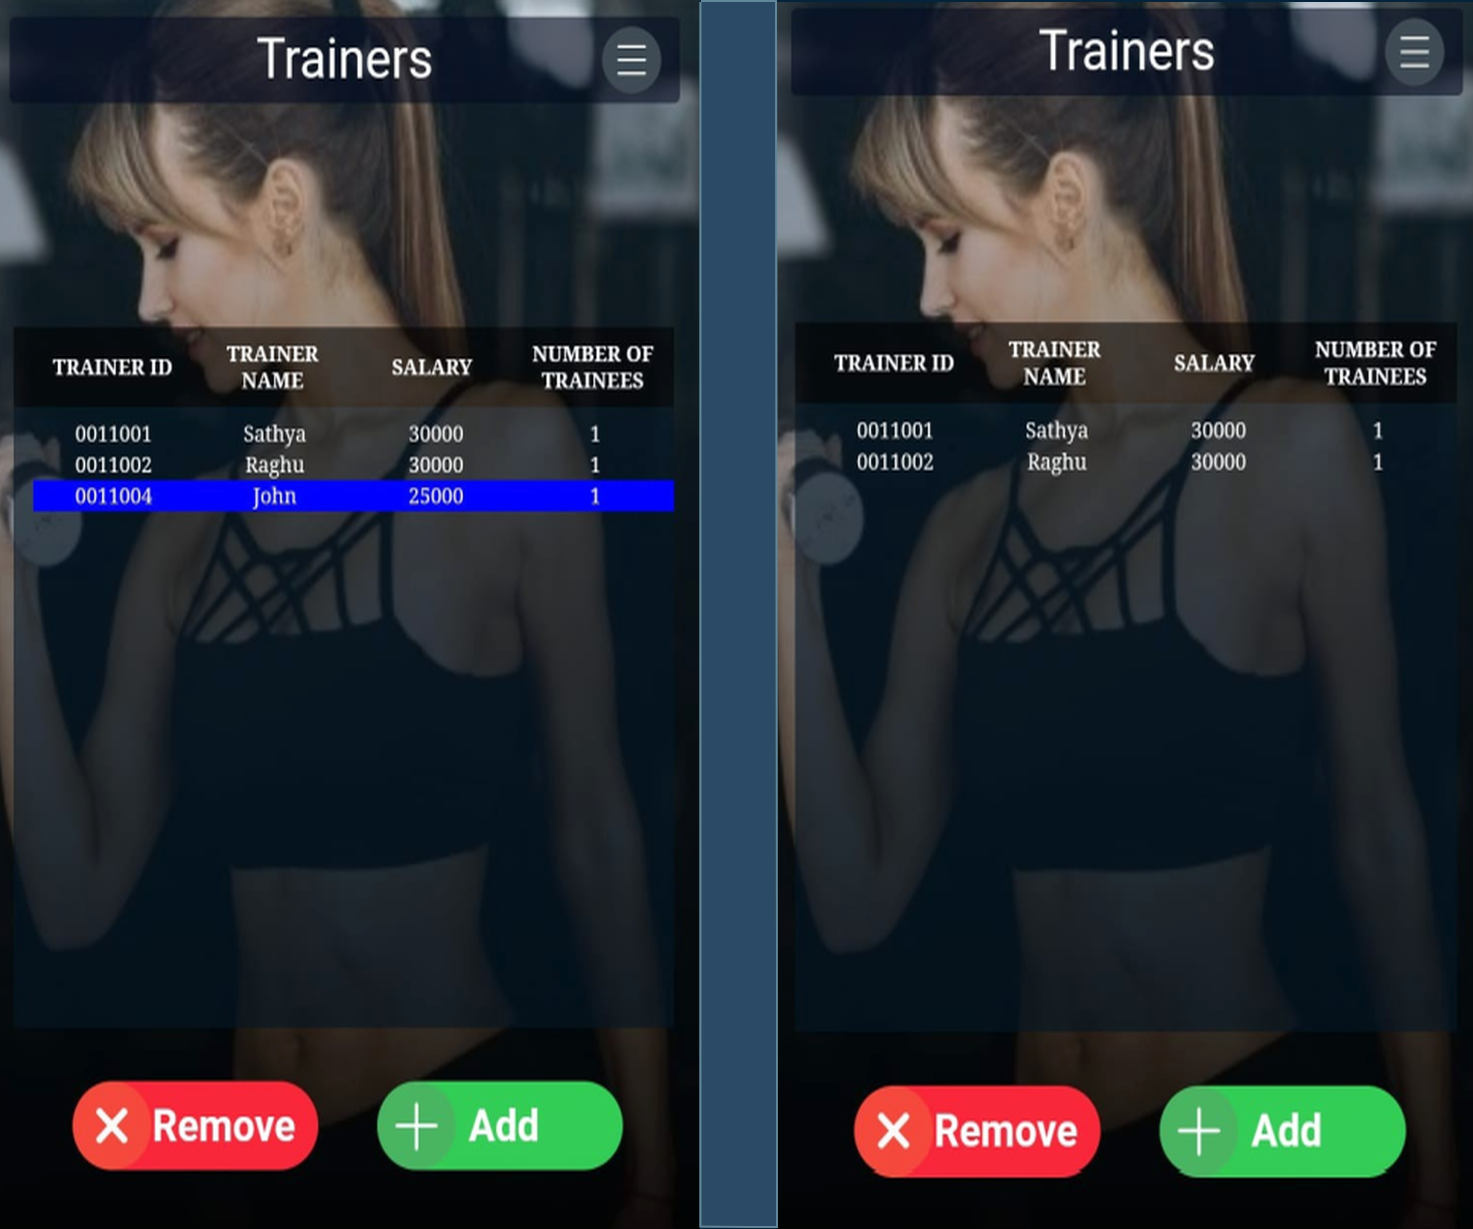 Trainers
TRAINER ID TRAINER NAME SALARY NUMBER OF TRAINEES
0011001 Sathya 30000 1
0011002 Raghu 30000 1
0011004 John 25000 1
Remove Add
Trainers
TRAINER ID TRAINER NAME SALARY NUMBER OF TRAINEES
0011001 Sathya 30000 1
0011002 Raghu 30000 1
Remove Add